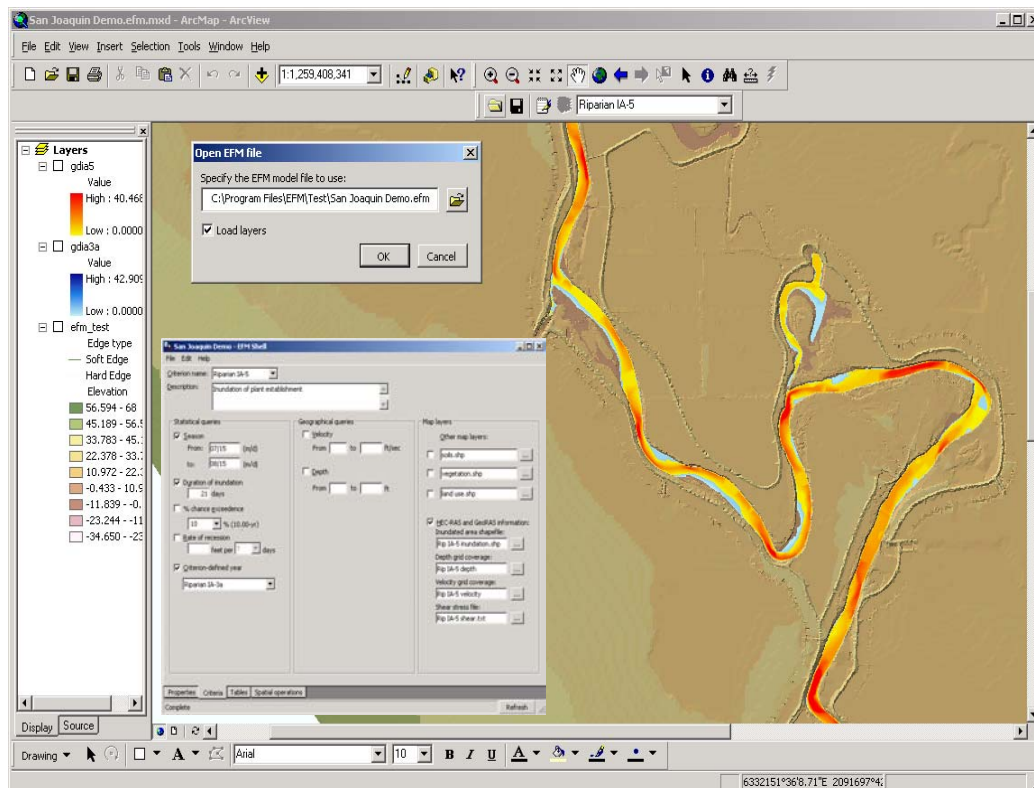 San Joaquin Demo.efm.mxd - ArcMap - ArcView
File Edit View Insert Selection Tools Window Help
1:1,259,408,341
Riparian IA-5
Layers
gdia5
Value
High : 40.468
Low : 0.0000
gdia3a
Value
High : 42.909
Low : 0.0000
efm_test
Edge type
Soft Edge
Hard Edge
Elevation
56.594 - 68
45.189 - 56.5
33.783 - 45.
22.378 - 33.
10.972 - 22.
-0.433 - 10.9
-11.839 - -0.
-23.244 - -11
-34.650 - -23
Display Source
Open EFM file
Specify the EFM model file to use:
C:\Program Files\EFM\Test\San Joaquin Demo.efm
Load layers
OK Cancel
San Joaquin Demo - EFM Shell
File Edit Help
Criterion name: Riparian IA-5
Description: Inundation of plant establishment
Statistical queries
Season
From: 07/15 (m/d)
to: 08/15 (m/d)
Duration of inundation
21 days
% chance exceedence
10 % (10.00-yr)
Rate of recession
feet per 7 days
Criterion-defined year
Riparian IA-3a
Geographical queries
Velocity
From to ft/sec
Depth
From to ft
Map layers
Other map layers:
soils.shp ...
vegetation.shp ...
land use.shp ...
HEC-RAS and GeoRAS information:
Inundated area shapefile:
Rip IA-5 inundation.shp ...
Depth grid coverage:
Rip IA-5 depth ...
Velocity grid coverage:
Rip IA-5 velocity ...
Shear stress file:
Rip IA-5 shear.txt ...
Properties Criteria Tables Spatial operations
Complete Refresh
Drawing A Arial 10 B I U A
6332151°36'8.71"E 2091697°42